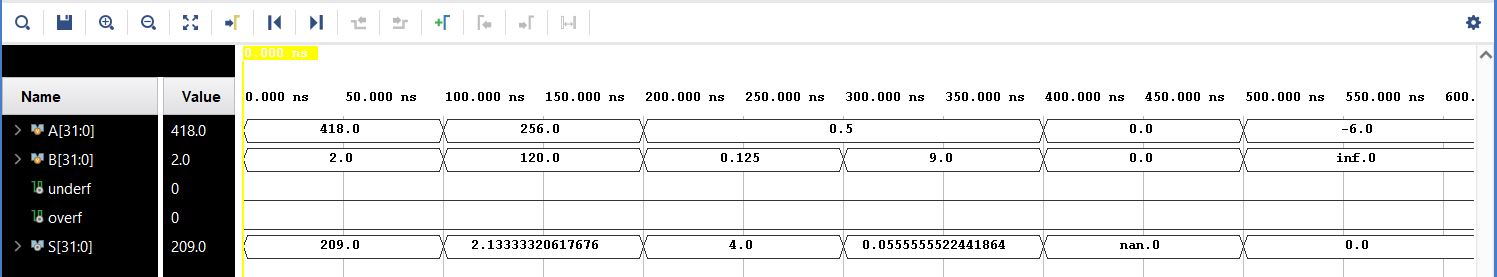 0.000 ns
Name Value 0.000 ns 50.000 ns 100.000 ns 150.000 ns 200.000 ns 250.000 ns 300.000 ns 350.000 ns 400.000 ns 450.000 ns 500.000 ns 550.000 ns 600.
A[31:0] 418.0 418.0 256.0 0.5 0.0 -6.0
B[31:0] 2.0 2.0 120.0 0.125 9.0 0.0 inf.0
underf 0
overf 0
S[31:0] 209.0 209.0 2.13333320617676 4.0 0.0555555522441864 nan.0 0.0